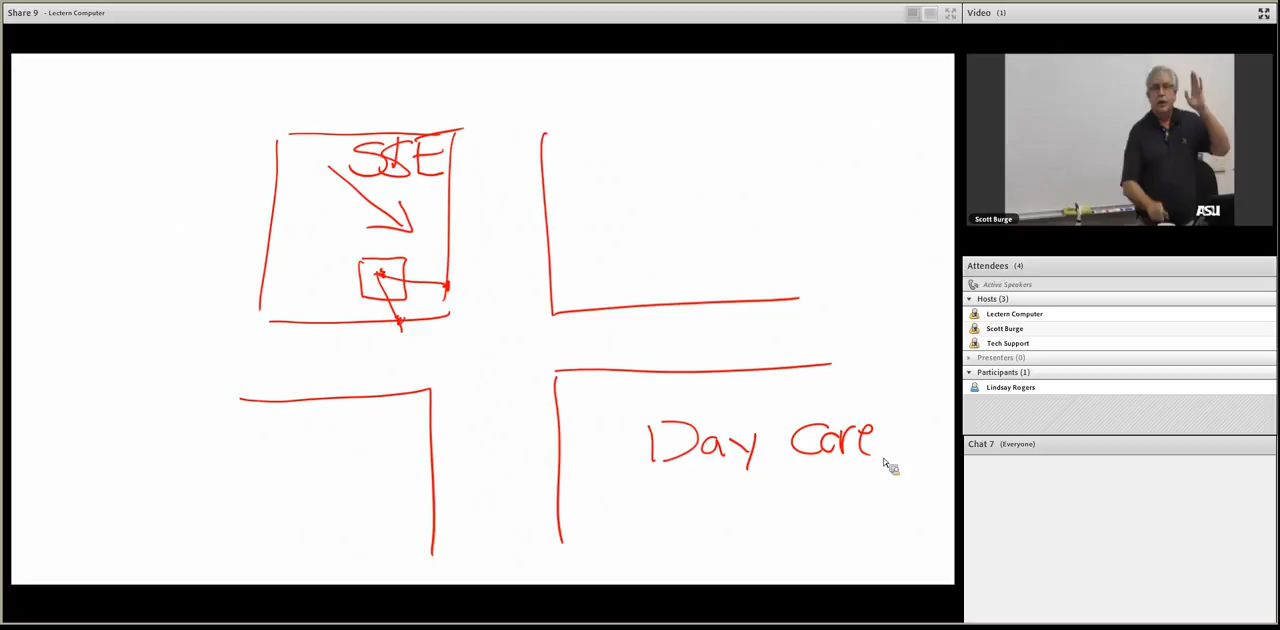 Share 9 - Lectern Computer
Video (1)
SSE
Day Care
Scott Burge
ASU
Attendees (4)
Active Speakers
Hosts (3)
Lectern Computer
Scott Burge
Tech Support
Presenters (0)
Participants (1)
Lindsay Rogers
Chat 7 (Everyone)